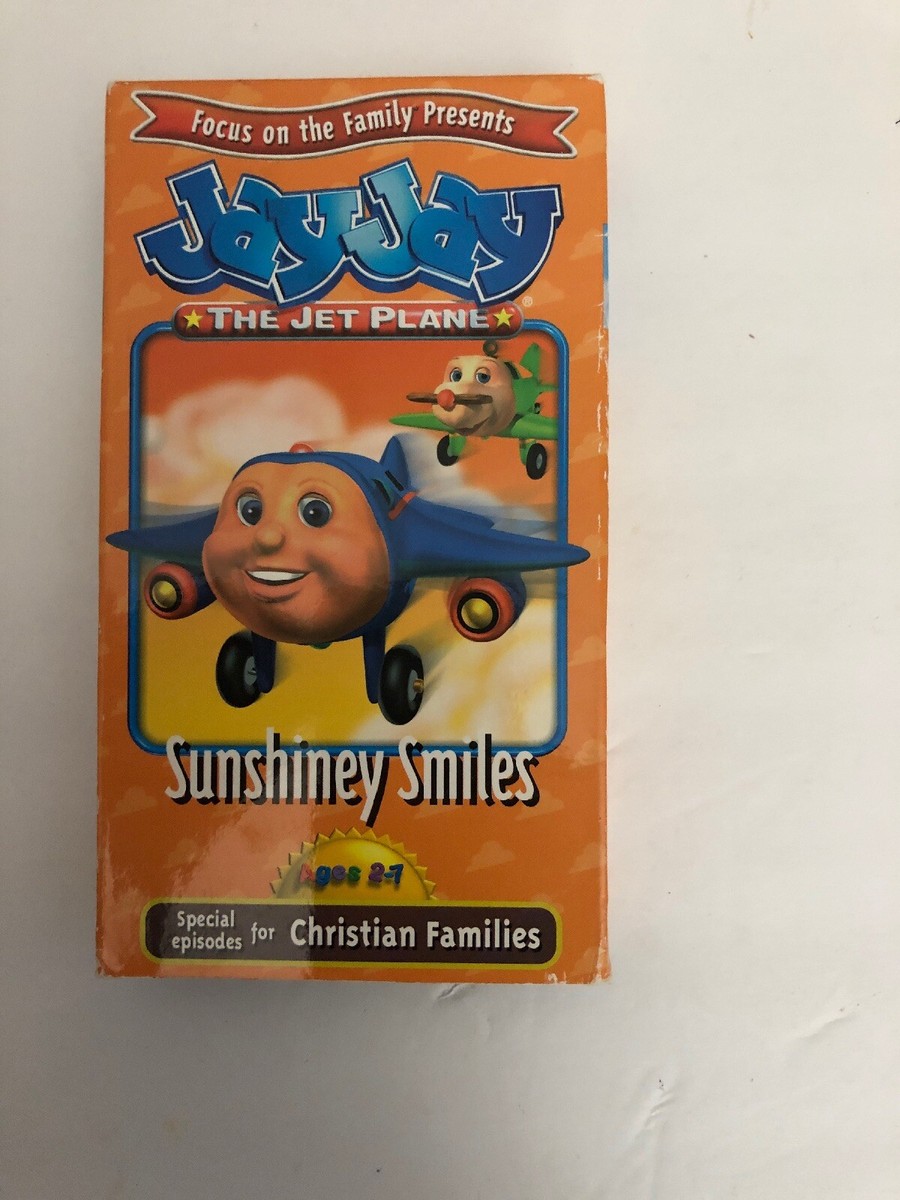 Focus on the Family Presents
Jay Jay
®
THE JET PLANE
Sunshiney Smiles
Ages 2-7
Special
episodes for Christian Families